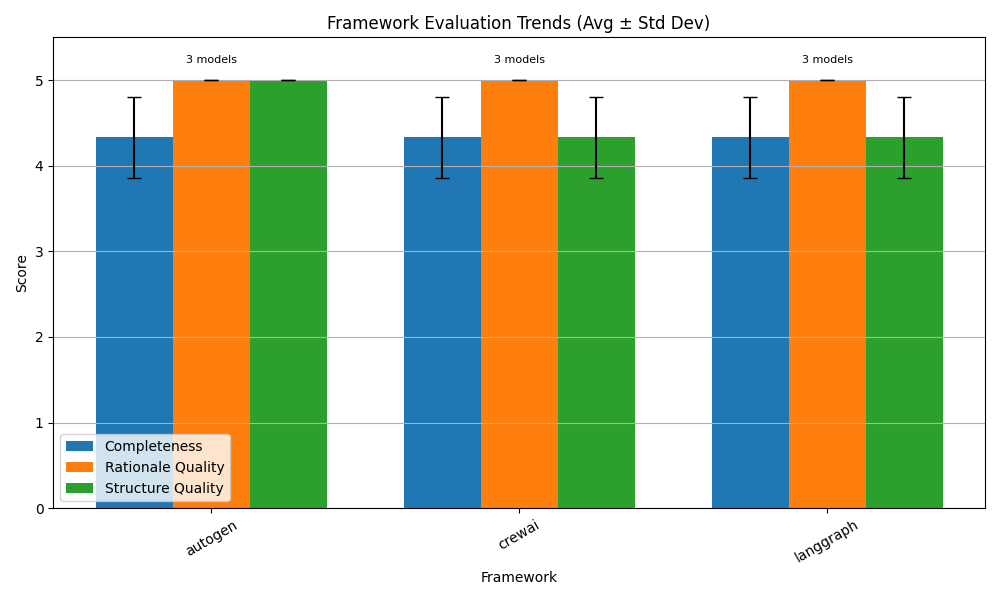 Framework Evaluation Trends (Avg ± Std Dev)
3 models
3 models
3 models
5
4
3
2
1
0
Score
Completeness
Rationale Quality
Structure Quality
autogen
crewai
langgraph
Framework